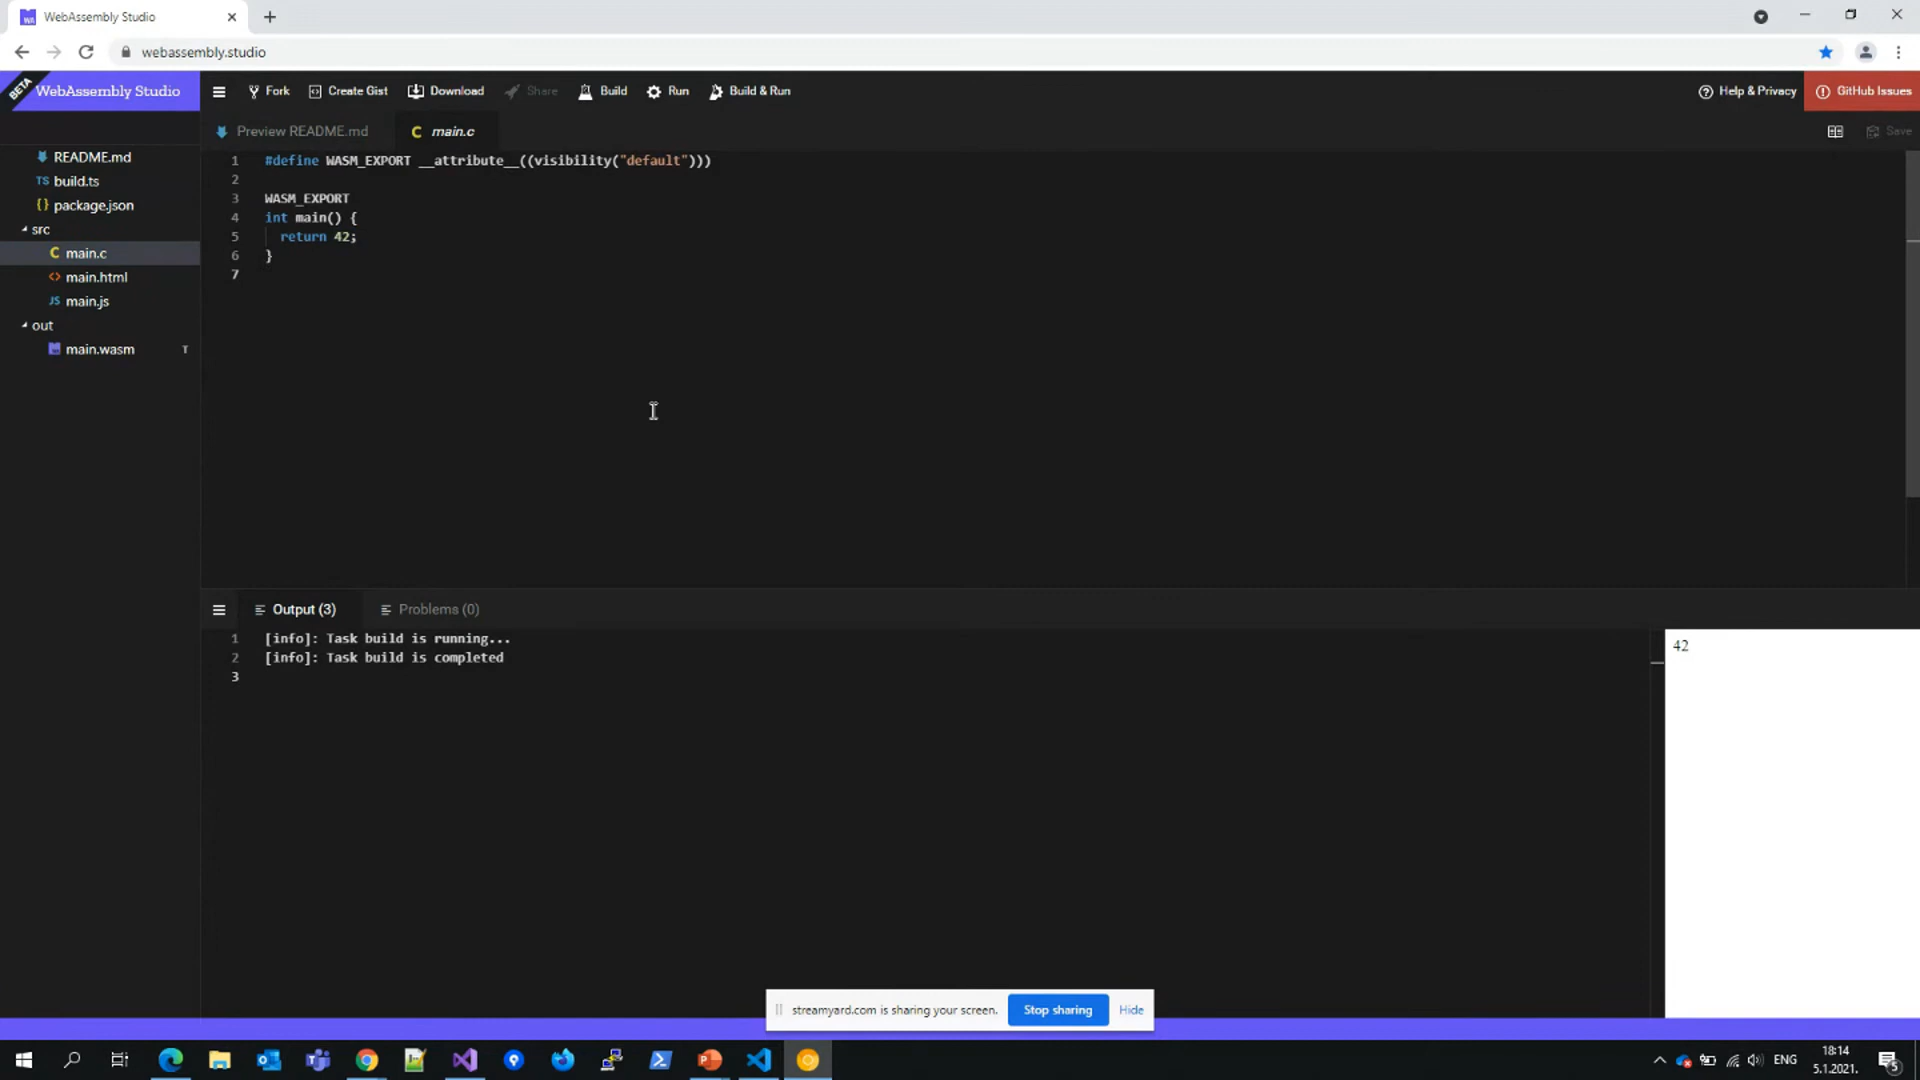 WebAssembly Studio
webassembly.studio
BETA
WebAssembly Studio
Fork
Create Gist
Download
Share
Build
Run
Build & Run
Help & Privacy
GitHub Issues
Preview README.md
C main.c
Save
README.md
TS build.ts
{} package.json
src
C main.c
<> main.html
JS main.js
out
main.wasm T
1 #define WASM_EXPORT __attribute__((visibility("default")))
2
3 WASM_EXPORT
4 int main() {
5 return 42;
6 }
7
Output (3)
Problems (0)
1 [info]: Task build is running...
2 [info]: Task build is completed
3
42
streamyard.com is sharing your screen.
Stop sharing
Hide
ENG
18:14
5.1.2021.
5